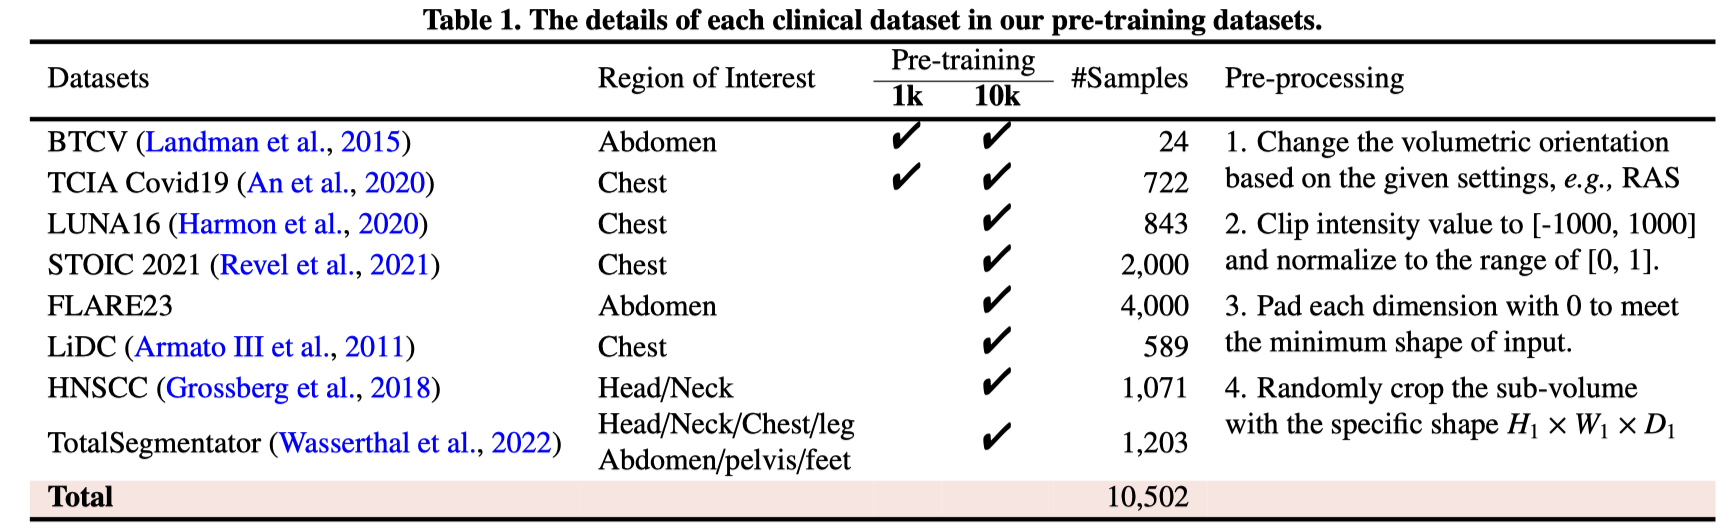 Table 1. The details of each clinical dataset in our pre-training datasets.
Datasets Region of Interest Pre-training #Samples Pre-processing
1k 10k
BTCV (Landman et al., 2015) Abdomen ✔ ✔ 24 1. Change the volumetric orientation
TCIA Covid19 (An et al., 2020) Chest ✔ ✔ 722 based on the given settings, e.g., RAS
LUNA16 (Harmon et al., 2020) Chest ✔ 843 2. Clip intensity value to [-1000, 1000]
STOIC 2021 (Revel et al., 2021) Chest ✔ 2,000 and normalize to the range of [0, 1].
FLARE23 Abdomen ✔ 4,000 3. Pad each dimension with 0 to meet
LiDC (Armato III et al., 2011) Chest ✔ 589 the minimum shape of input.
HNSCC (Grossberg et al., 2018) Head/Neck ✔ 1,071 4. Randomly crop the sub-volume
TotalSegmentator (Wasserthal et al., 2022) Head/Neck/Chest/leg ✔ 1,203 with the specific shape H₁ × W₁ × D₁
Abdomen/pelvis/feet
Total 10,502